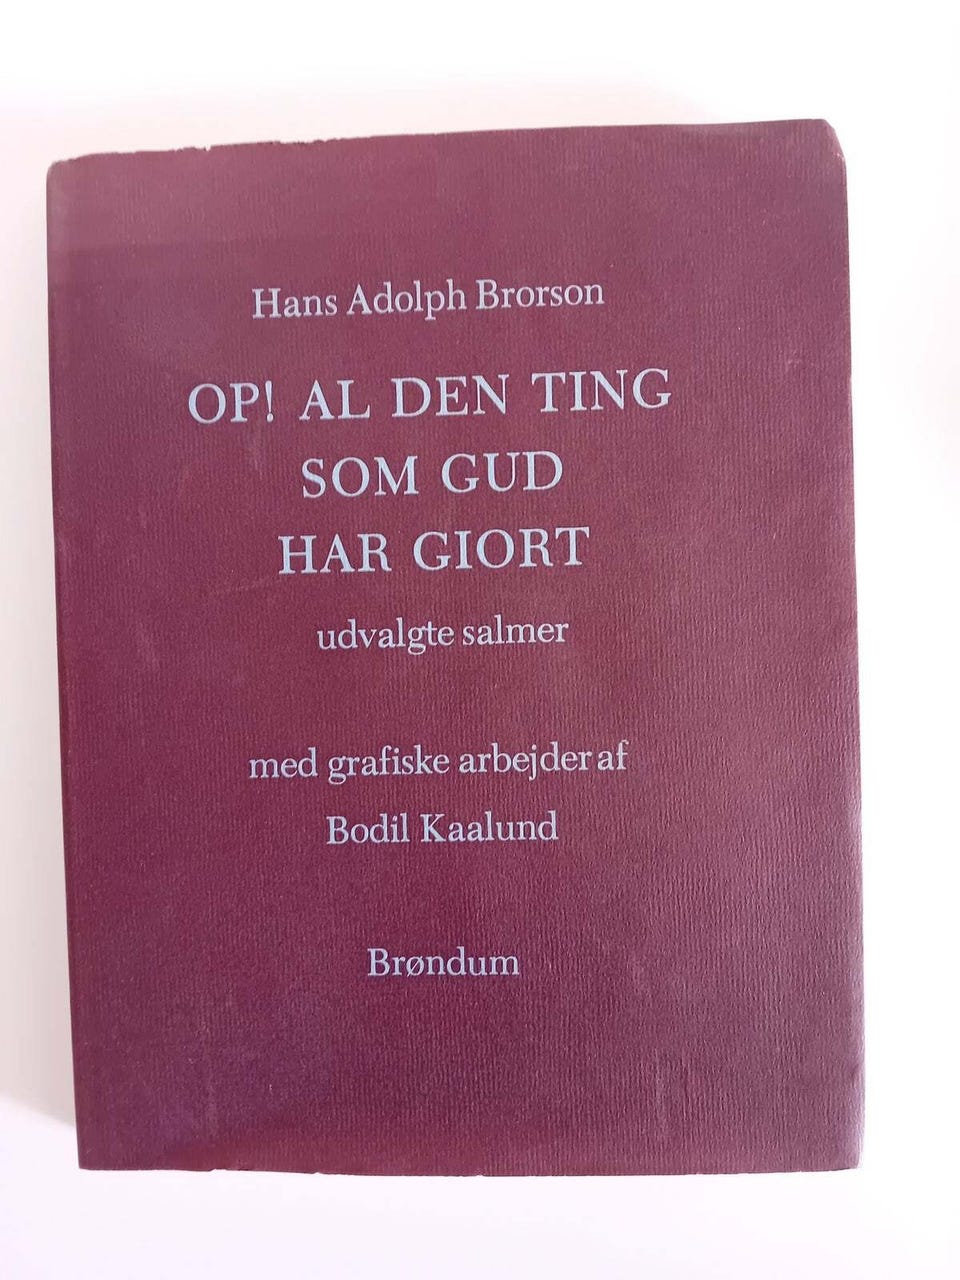 Hans Adolph Brorson
OP! AL DEN TING
SOM GUD
HAR GIORT
udvalgte salmer
med grafiske arbejder af
Bodil Kaalund
Brøndum